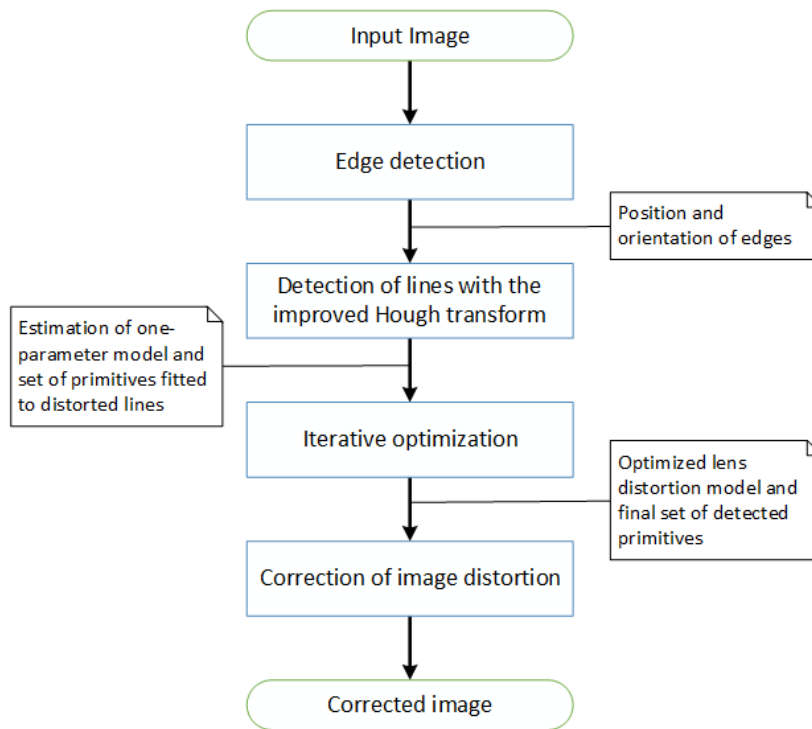 Input Image
Edge detection
Position and
orientation of edges
Detection of lines with the
improved Hough transform
Estimation of one-
parameter model and
set of primitives fitted
to distorted lines
Iterative optimization
Optimized lens
distortion model and
final set of detected
primitives
Correction of image distortion
Corrected image